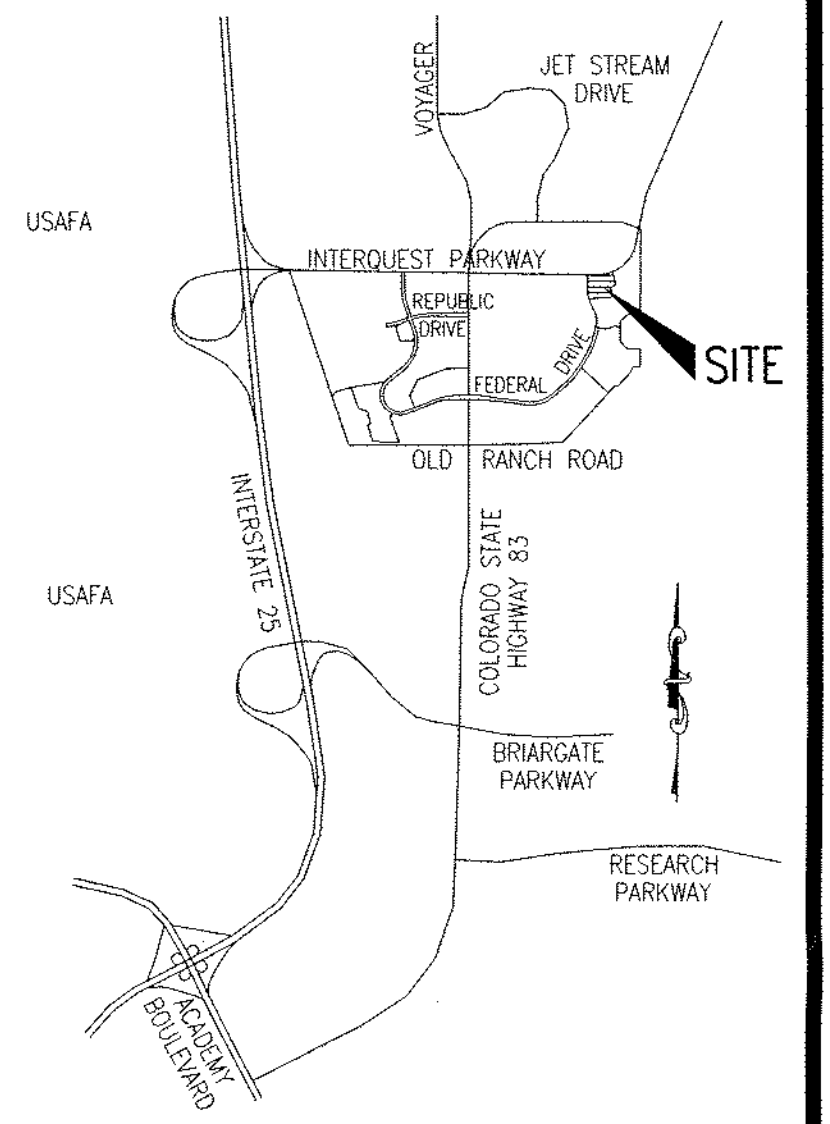 VOYAGER
JET STREAM
DRIVE
USAFA
INTERQUEST PARKWAY
REPUBLIC
DRIVE
DRIVE
FEDERAL
SITE
OLD RANCH ROAD
INTERSTATE 25
COLORADO STATE
HIGHWAY 83
USAFA
BRIARGATE
PARKWAY
RESEARCH
PARKWAY
ACADEMY
BOULEVARD